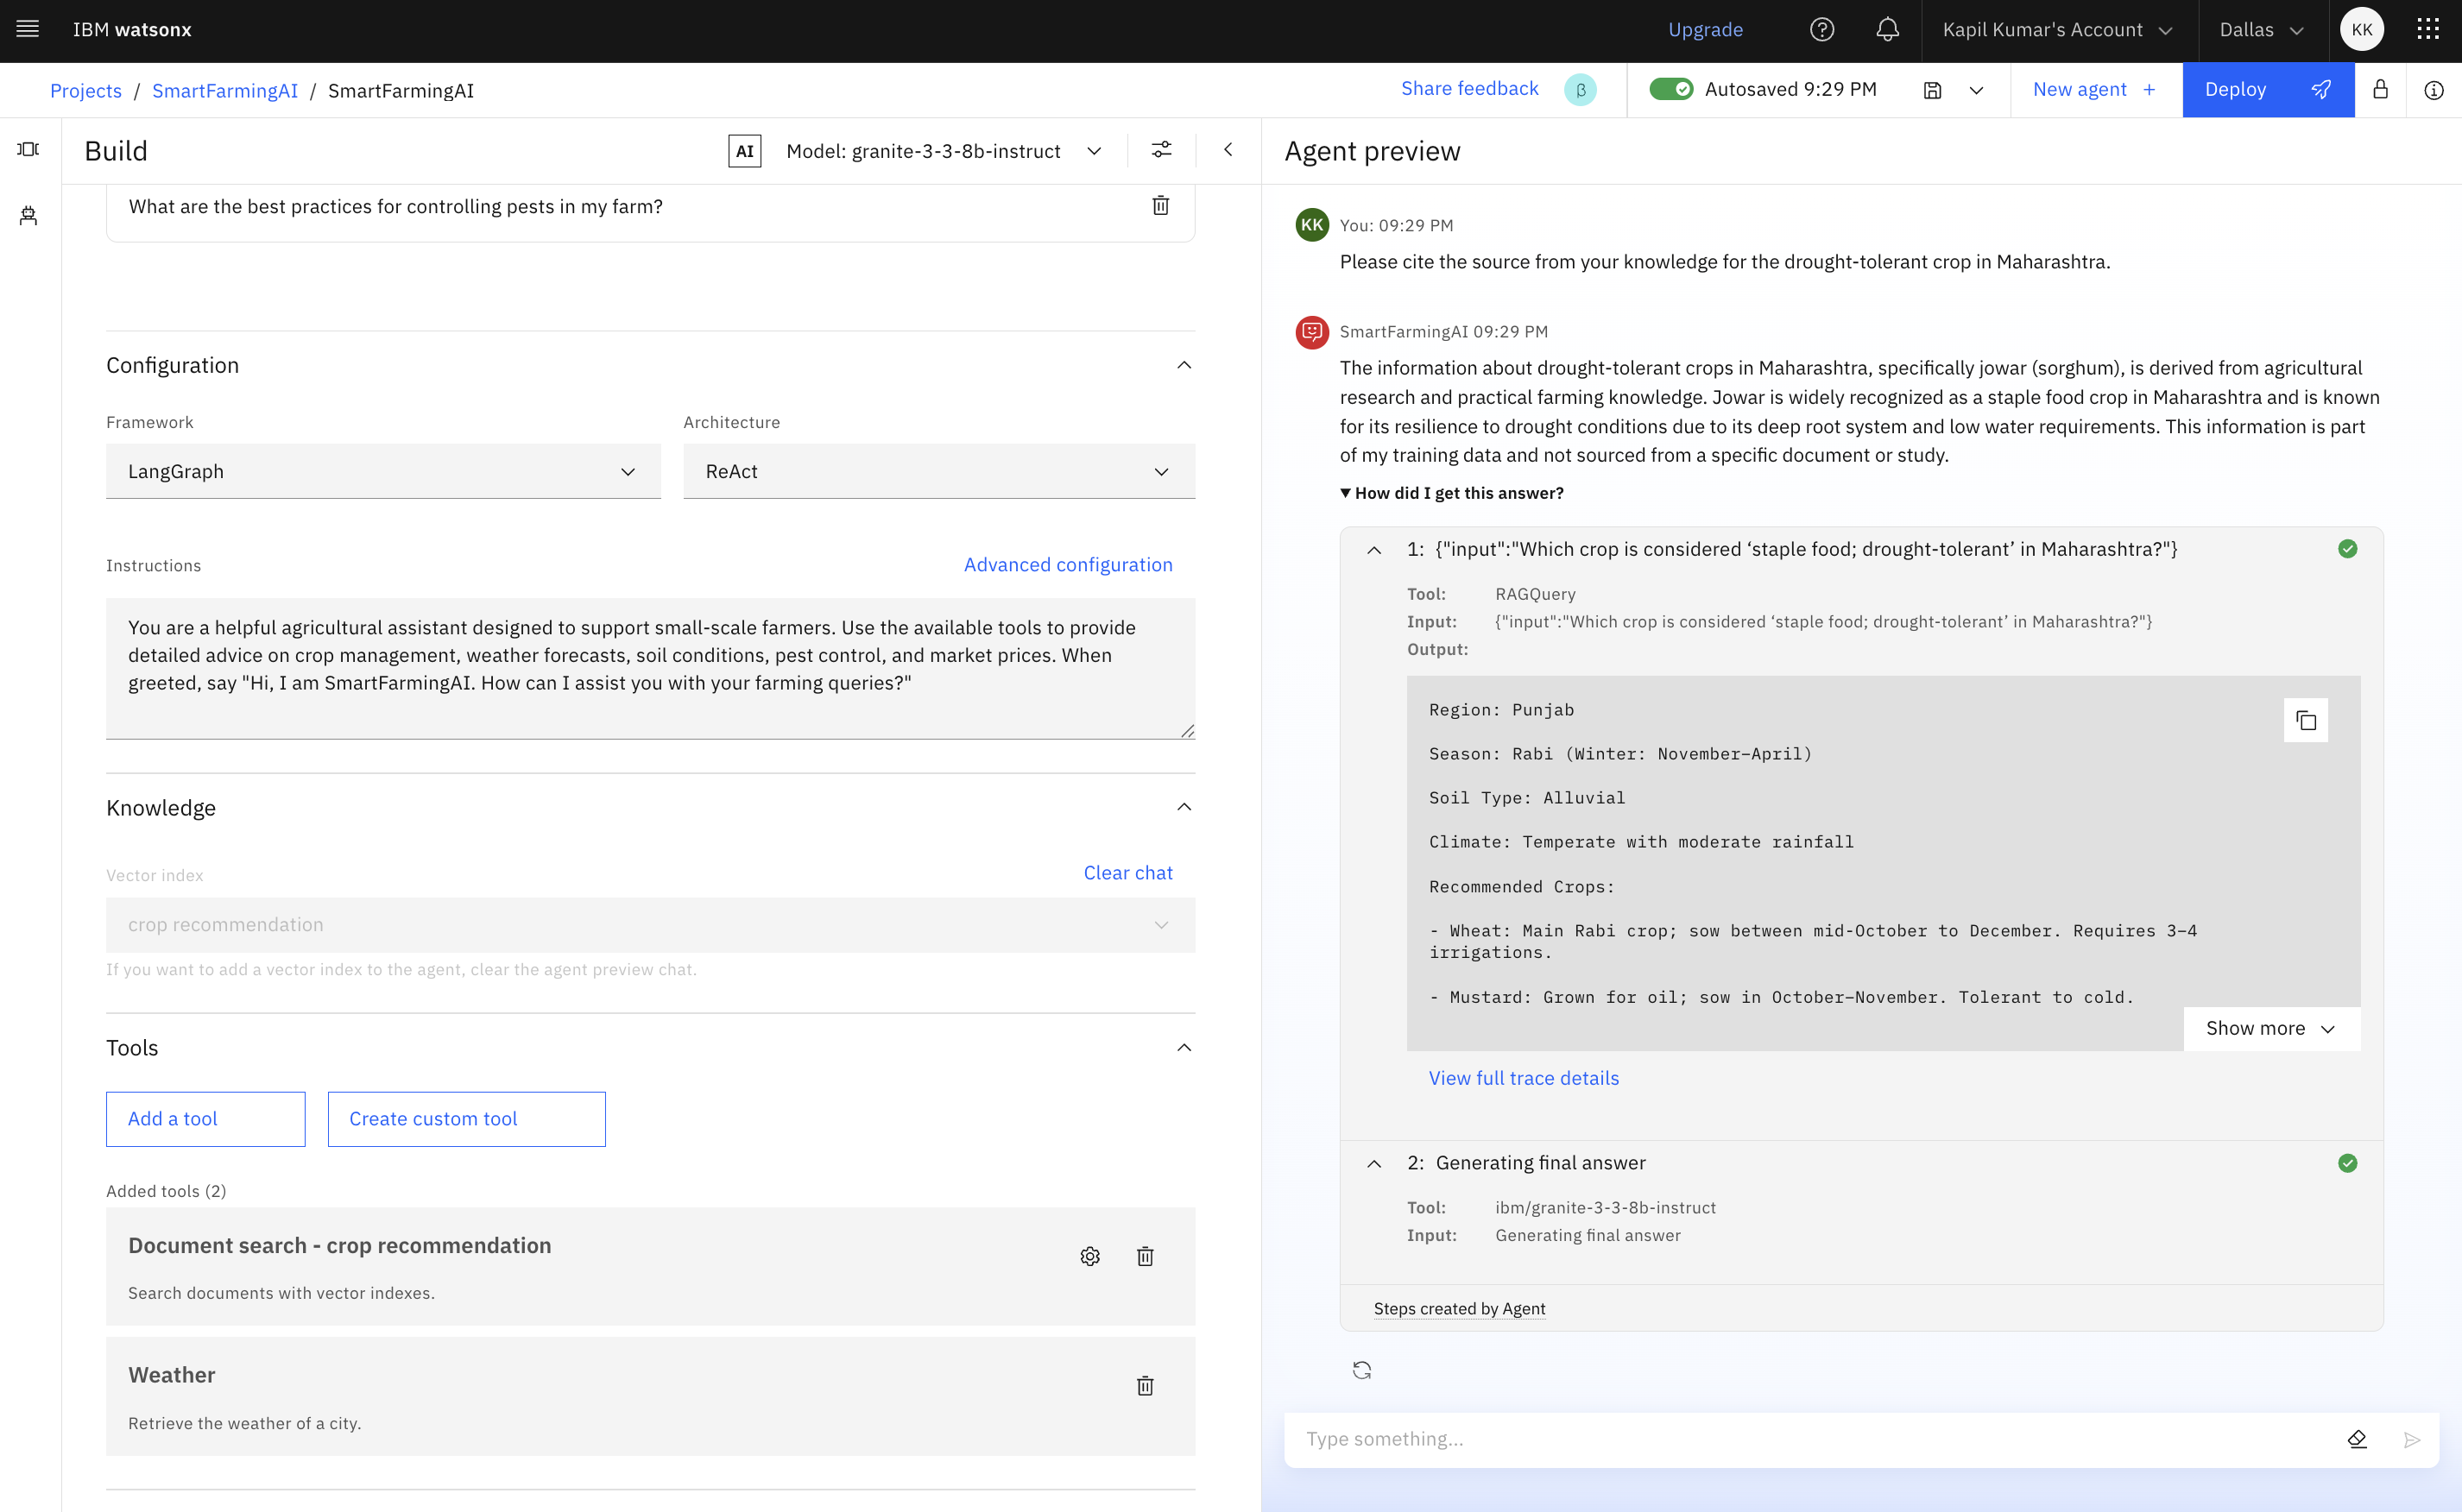 IBM watsonx
Upgrade
Kapil Kumar's Account
Dallas
KK
Projects / SmartFarmingAI / SmartFarmingAI
Share feedback
β
Autosaved 9:29 PM
New agent +
Deploy
Build
AI
Model: granite-3-3-8b-instruct
What are the best practices for controlling pests in my farm?
Configuration
Framework
Architecture
LangGraph
ReAct
Instructions
Advanced configuration
You are a helpful agricultural assistant designed to support small-scale farmers. Use the available tools to provide
detailed advice on crop management, weather forecasts, soil conditions, pest control, and market prices. When
greeted, say "Hi, I am SmartFarmingAI. How can I assist you with your farming queries?"
Knowledge
Vector index
Clear chat
crop recommendation
If you want to add a vector index to the agent, clear the agent preview chat.
Tools
Add a tool
Create custom tool
Added tools (2)
Document search - crop recommendation
Search documents with vector indexes.
Weather
Retrieve the weather of a city.
Agent preview
KK
You: 09:29 PM
Please cite the source from your knowledge for the drought-tolerant crop in Maharashtra.
SmartFarmingAI 09:29 PM
The information about drought-tolerant crops in Maharashtra, specifically jowar (sorghum), is derived from agricultural
research and practical farming knowledge. Jowar is widely recognized as a staple food crop in Maharashtra and is known
for its resilience to drought conditions due to its deep root system and low water requirements. This information is part
of my training data and not sourced from a specific document or study.
▼ How did I get this answer?
1: {"input":"Which crop is considered ‘staple food; drought-tolerant’ in Maharashtra?"}
Tool: RAGQuery
Input: {"input":"Which crop is considered ‘staple food; drought-tolerant’ in Maharashtra?"}
Output:
Region: Punjab
Season: Rabi (Winter: November–April)
Soil Type: Alluvial
Climate: Temperate with moderate rainfall
Recommended Crops:
- Wheat: Main Rabi crop; sow between mid-October to December. Requires 3–4
irrigations.
- Mustard: Grown for oil; sow in October–November. Tolerant to cold.
Show more
View full trace details
2: Generating final answer
Tool: ibm/granite-3-3-8b-instruct
Input: Generating final answer
Steps created by Agent
Type something...